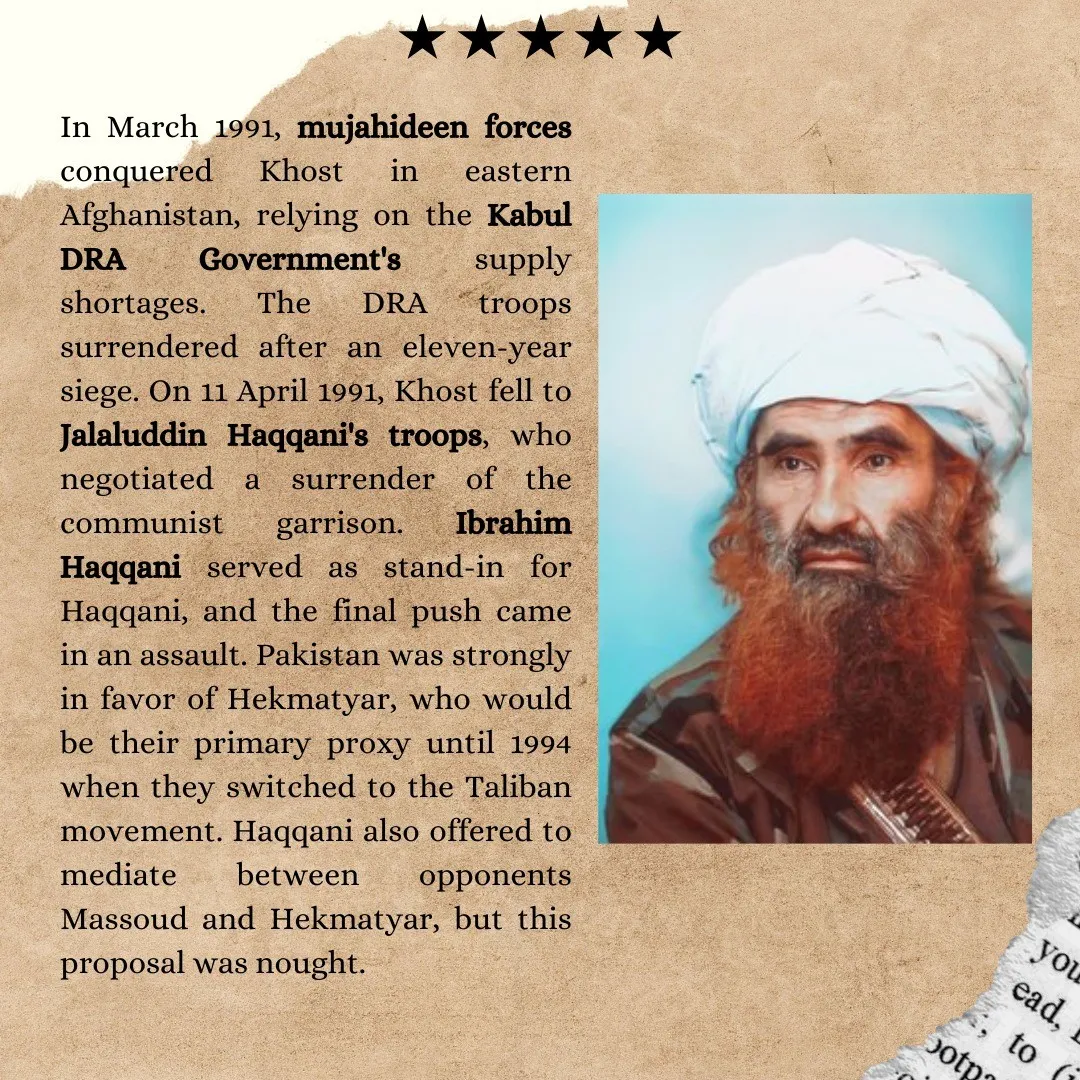 In March 1991, mujahideen forces
conquered Khost in eastern
Afghanistan, relying on the Kabul
DRA Government's supply
shortages. The DRA troops
surrendered after an eleven-year
siege. On 11 April 1991, Khost fell to
Jalaluddin Haqqani's troops, who
negotiated a surrender of the
communist garrison. Ibrahim
Haqqani served as stand-in for
Haqqani, and the final push came
in an assault. Pakistan was strongly
in favor of Hekmatyar, who would
be their primary proxy until 1994
when they switched to the Taliban
movement. Haqqani also offered to
mediate between opponents
Massoud and Hekmatyar, but this
proposal was nought.
you
ead,
to